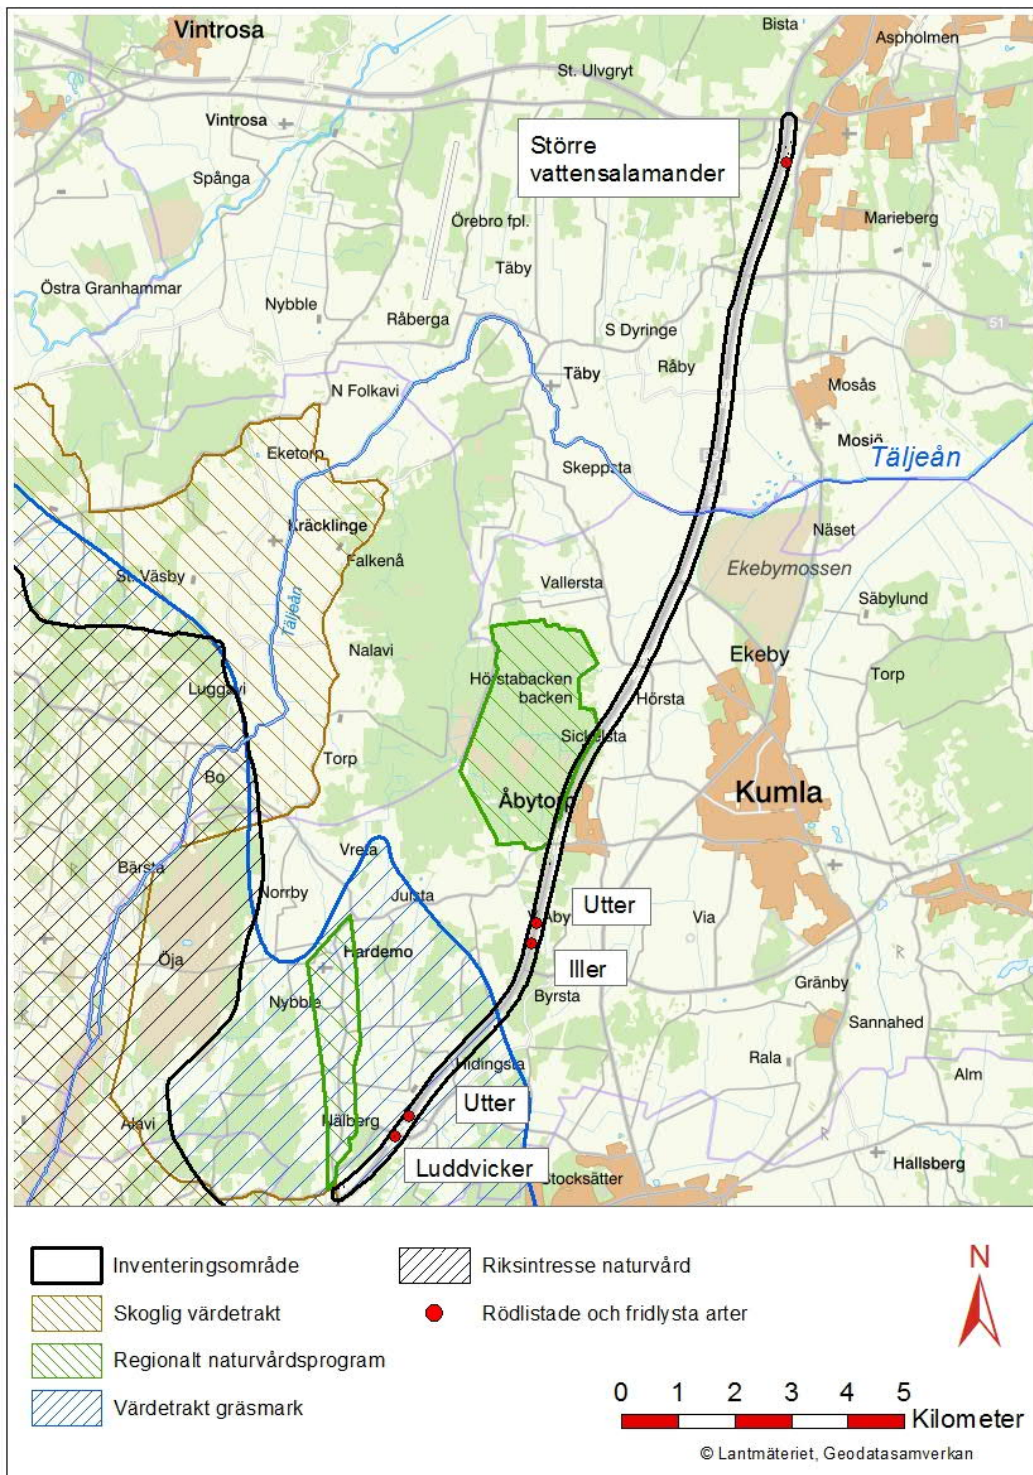 Vintrosa
Bista
Aspholmen
St. Ulvgryt
Vintrosa
Större
vattensalamander
Spånga
Örebro fpl.
Marieberg
Täby
Östra Granhammar
Nybble
Råberga
S Dyringe
51
Råby
Täby
N Folkavi
Mosås
Mosjö
Eketorp
Täljeån
Skeppsta
Kräcklinge
Näset
Falkenå
Ekebymossen
St. Väsby
Vallersta
Säbylund
Täljeån
Nalavi
Ekeby
Hörstabacken
backen
Torp
Luggavi
Hörsta
Sickelsta
Torp
Bo
Åbytorp
Kumla
Vreta
Bärsta
Norrby
Julsta
Utter
Via
Hardemo
Öja
Iller
Gränby
Nybble
Byrsta
Sannahed
Rala
Hidingsta
Alm
Utter
Nälberg
Alavi
Luddvicker
Hallsberg
Stocksätter
Inventeringsområde
Riksintresse naturvård
N
Skoglig värdetrakt
Rödlistade och fridlysta arter
Regionalt naturvårdsprogram
Värdetrakt gräsmark
0 1 2 3 4 5
Kilometer
© Lantmäteriet, Geodatasamverkan